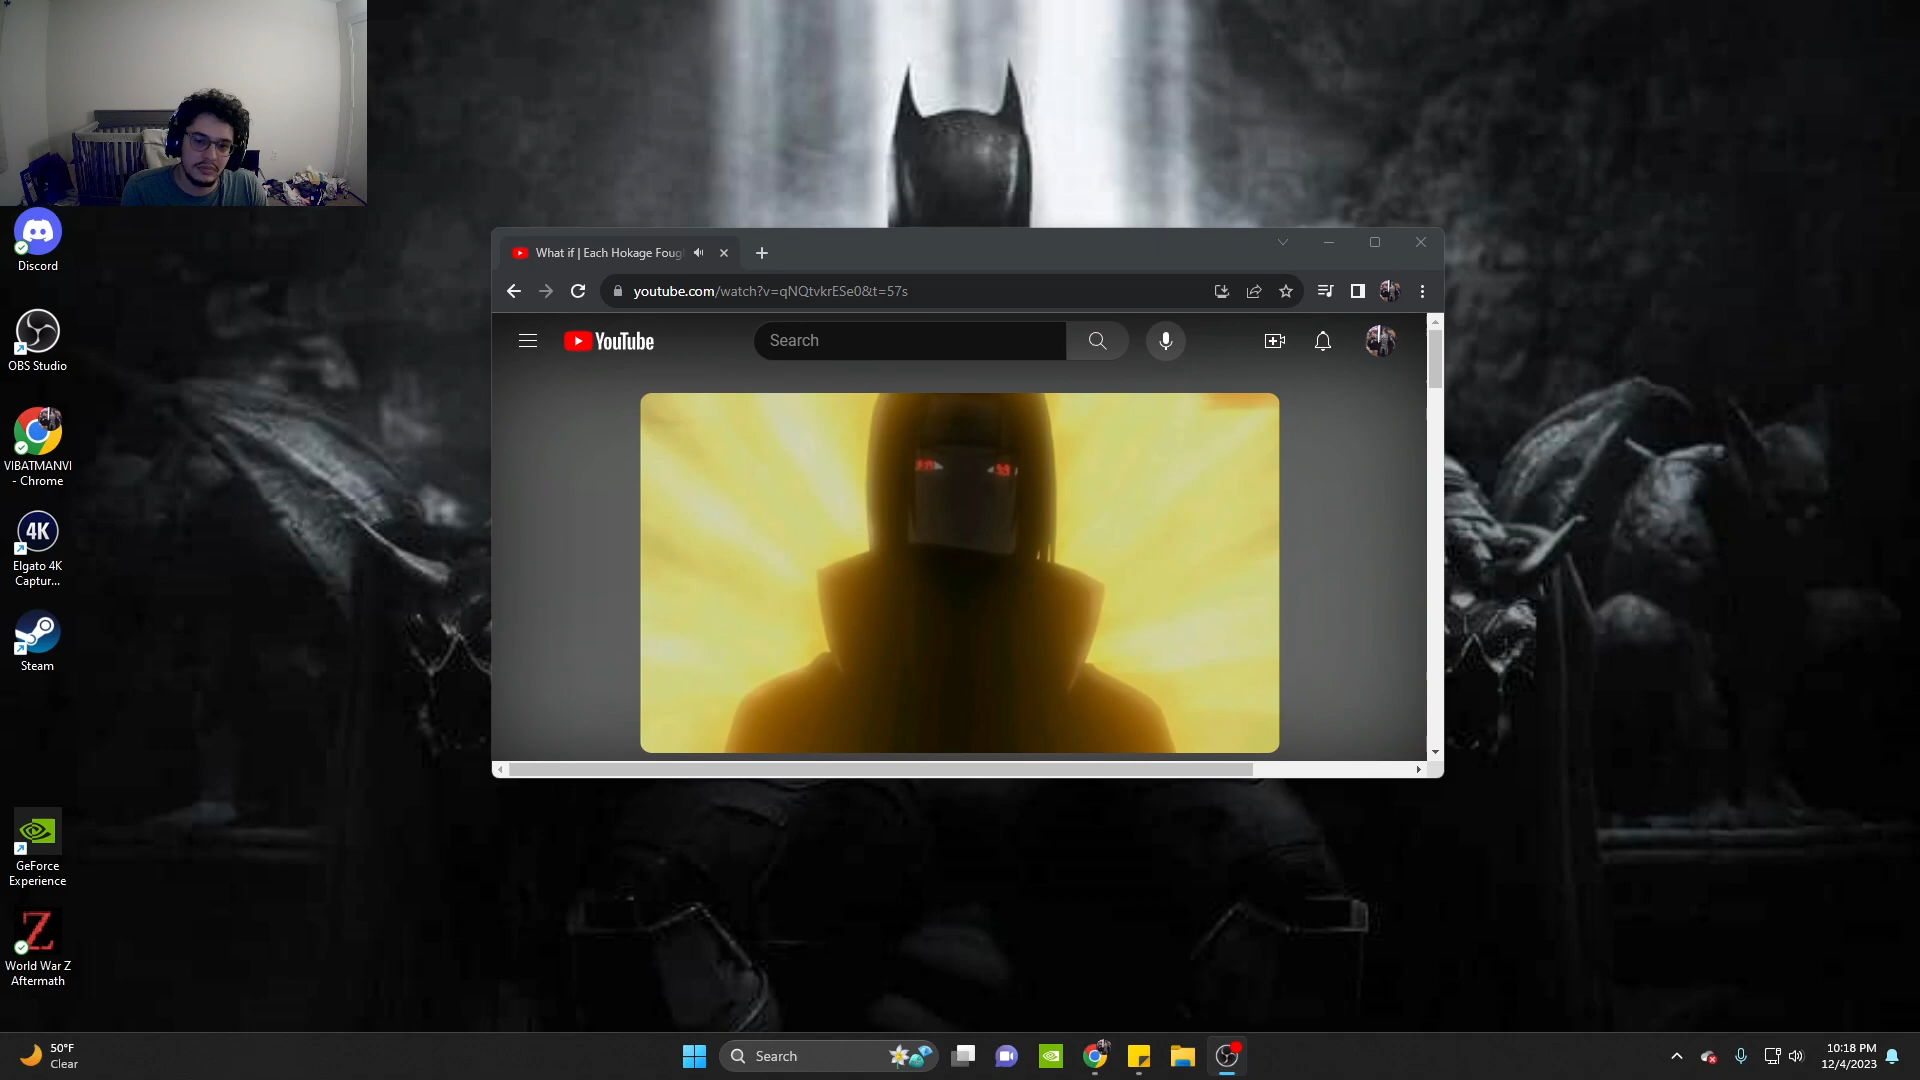 Discord
OBS Studio
VIBATMANVI
- Chrome
4K
Elgato 4K
Captur...
Steam
GeForce
Experience
Z
World War Z
Aftermath
What if | Each Hokage Foug
youtube.com/watch?v=qNQtvkrESe0&t=57s
YouTube
Search
50°F
Clear
Search
10:18 PM
12/4/2023